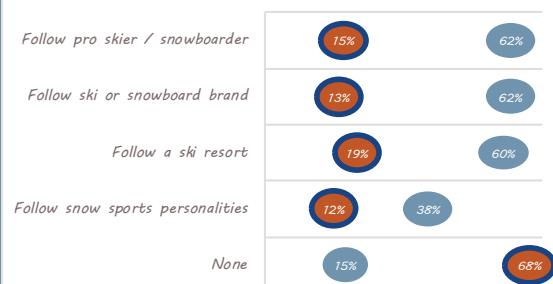 Follow pro skier / snowboarder 15% 62%
Follow ski or snowboard brand 13% 62%
Follow a ski resort 19% 60%
Follow snow sports personalities 12% 38%
None 15% 68%